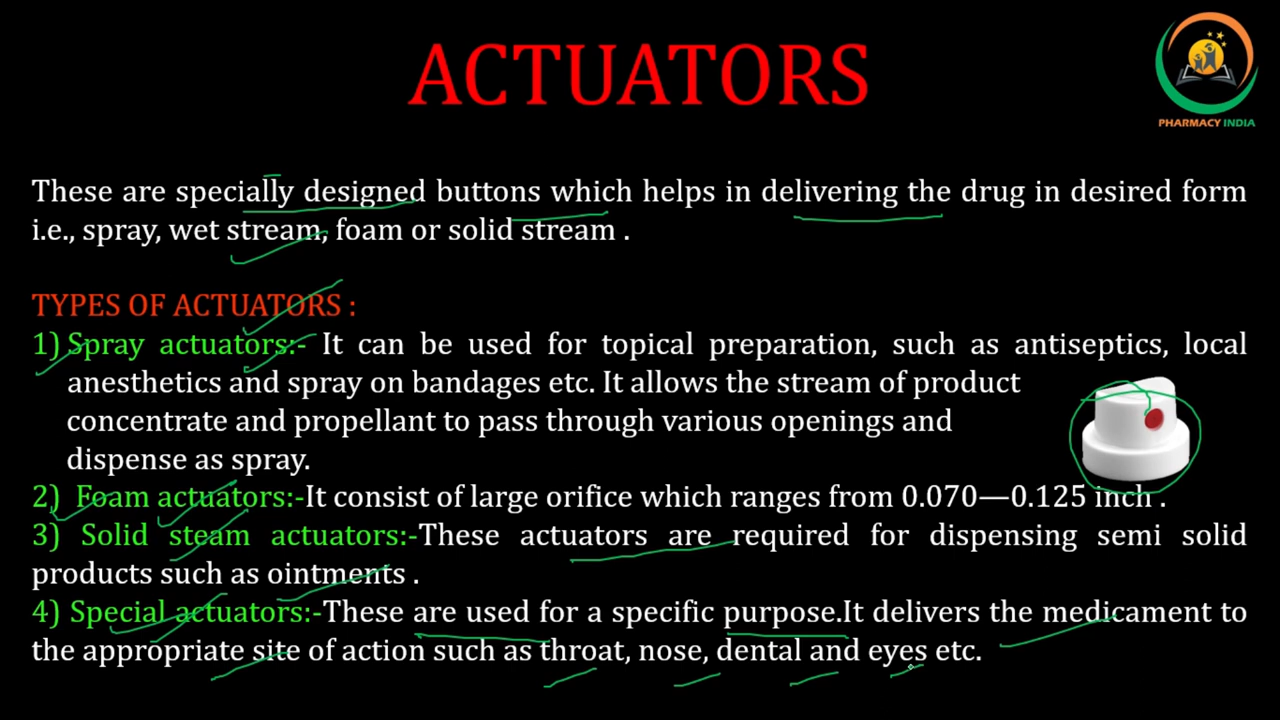 ACTUATORS
PHARMACY INDIA
These are specially designed buttons which helps in delivering the drug in desired form
i.e., spray, wet stream, foam or solid stream .
TYPES OF ACTUATORS :
1) Spray actuators:- It can be used for topical preparation, such as antiseptics, local
anesthetics and spray on bandages etc. It allows the stream of product
concentrate and propellant to pass through various openings and
dispense as spray.
2) Foam actuators:-It consist of large orifice which ranges from 0.070—0.125 inch .
3) Solid steam actuators:-These actuators are required for dispensing semi solid
products such as ointments .
4) Special actuators:-These are used for a specific purpose.It delivers the medicament to
the appropriate site of action such as throat, nose, dental and eyes etc.